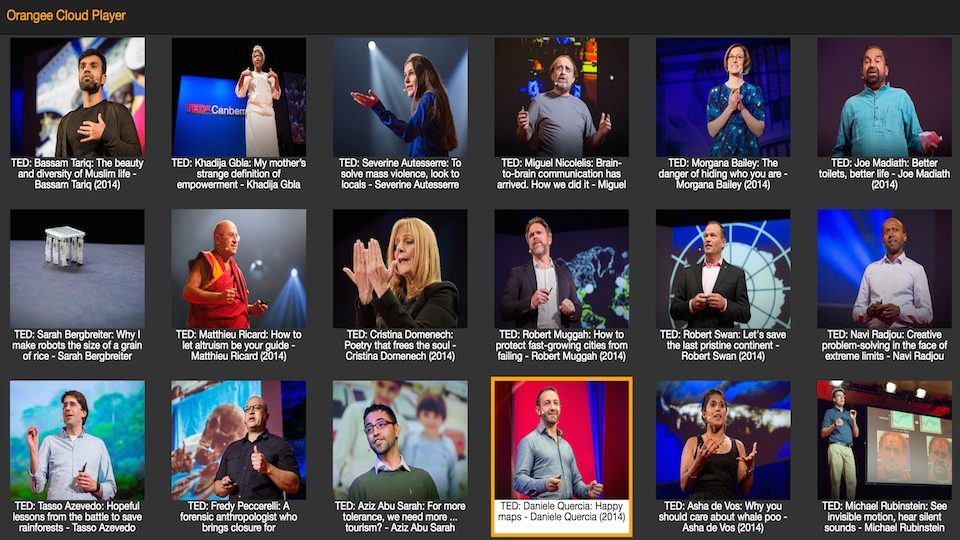 Orangee Cloud Player
TEDx Canberra
TED: Bassam Tariq: The beauty
and diversity of Muslim life -
Bassam Tariq (2014)
TED: Khadija Gbla: My mother's
strange definition of
empowerment - Khadija Gbla
TED: Severine Autesserre: To
solve mass violence, look to
locals - Severine Autesserre
TED: Miguel Nicolelis: Brain-
to-brain communication has
arrived. How we did it - Miguel
TED: Morgana Bailey: The
danger of hiding who you are -
Morgana Bailey (2014)
TED: Joe Madiath: Better
toilets, better life - Joe Madiath
(2014)
TED: Sarah Bergbreiter: Why I
make robots the size of a grain
of rice - Sarah Bergbreiter
TED: Matthieu Ricard: How to
let altruism be your guide -
Matthieu Ricard (2014)
TED: Cristina Domenech:
Poetry that frees the soul -
Cristina Domenech (2014)
TED: Robert Muggah: How to
protect fast-growing cities from
failing - Robert Muggah (2014)
TED: Robert Swan: Let's save
the last pristine continent -
Robert Swan (2014)
TED: Navi Radjou: Creative
problem-solving in the face of
extreme limits - Navi Radjou
TED: Tasso Azevedo: Hopeful
lessons from the battle to save
rainforests - Tasso Azevedo
TED: Fredy Peccerelli: A
forensic anthropologist who
brings closure for
TED: Aziz Abu Sarah: For more
tolerance, we need more ...
tourism? - Aziz Abu Sarah
TED: Daniele Quercia: Happy
maps - Daniele Quercia (2014)
TED: Asha de Vos: Why you
should care about whale poo -
Asha de Vos (2014)
TED: Michael Rubinstein: See
invisible motion, hear silent
sounds - Michael Rubinstein